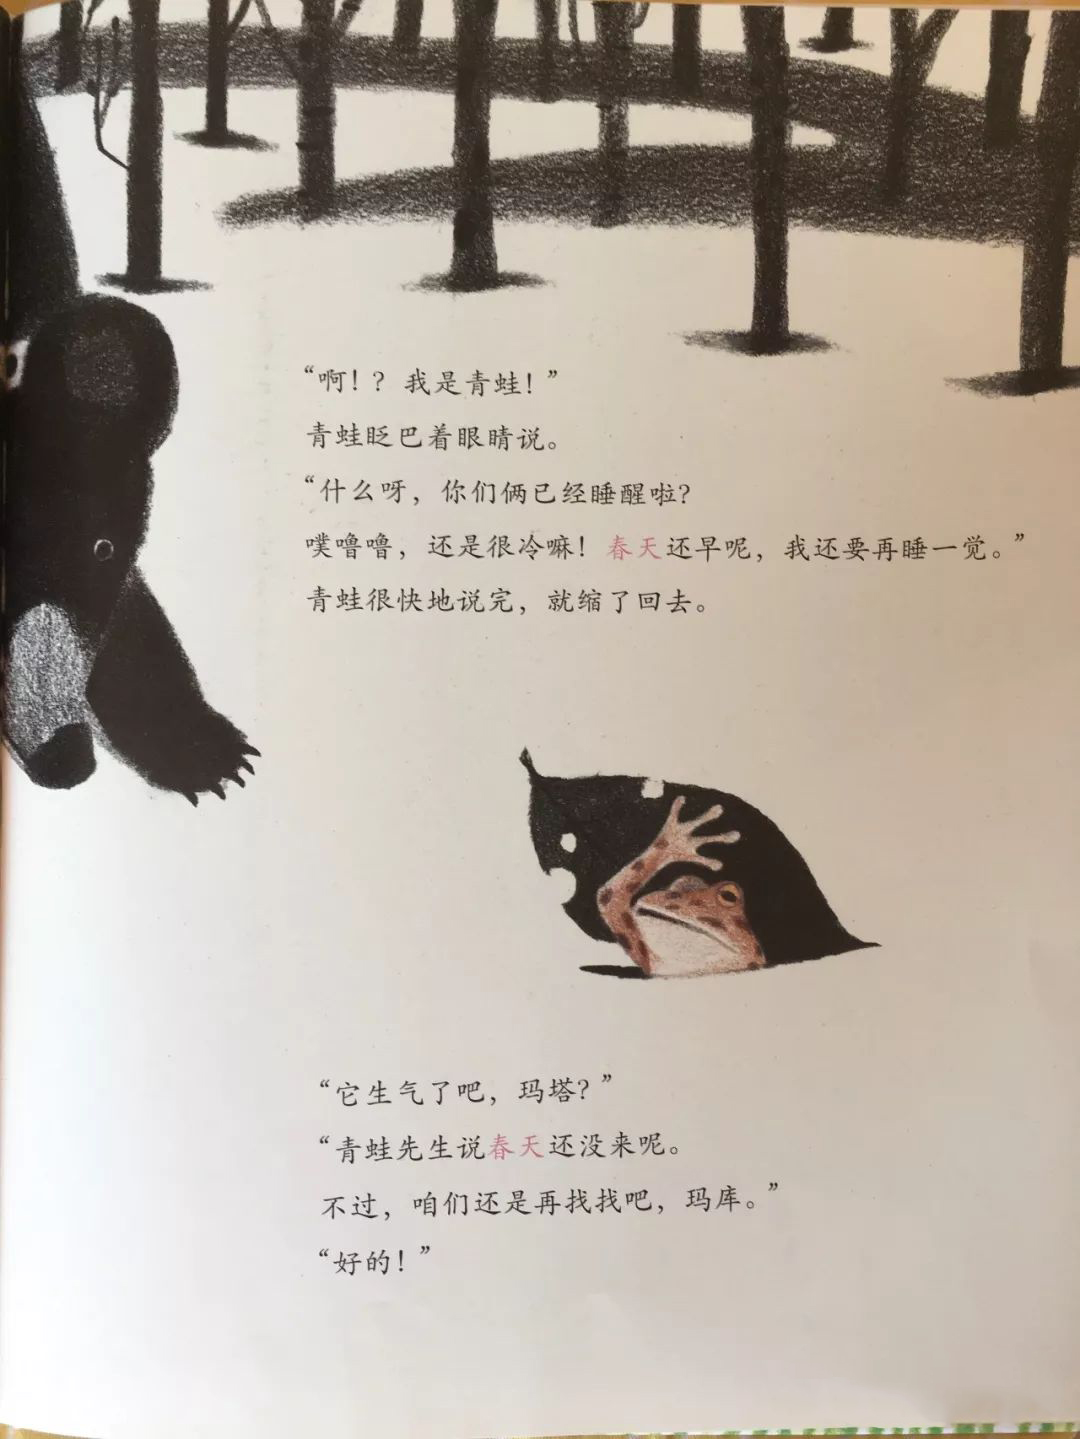 “啊！？我是青蛙！”
青蛙眨巴着眼睛说。
“什么呀，你们俩已经睡醒啦？
噗噜噜，还是很冷嘛！春天还早呢，我还要再睡一觉。”
青蛙很快地说完，就缩了回去。
“它生气了吧，玛塔？”
“青蛙先生说春天还没来呢。
不过，咱们还是再找找吧，玛库。”
“好的！”